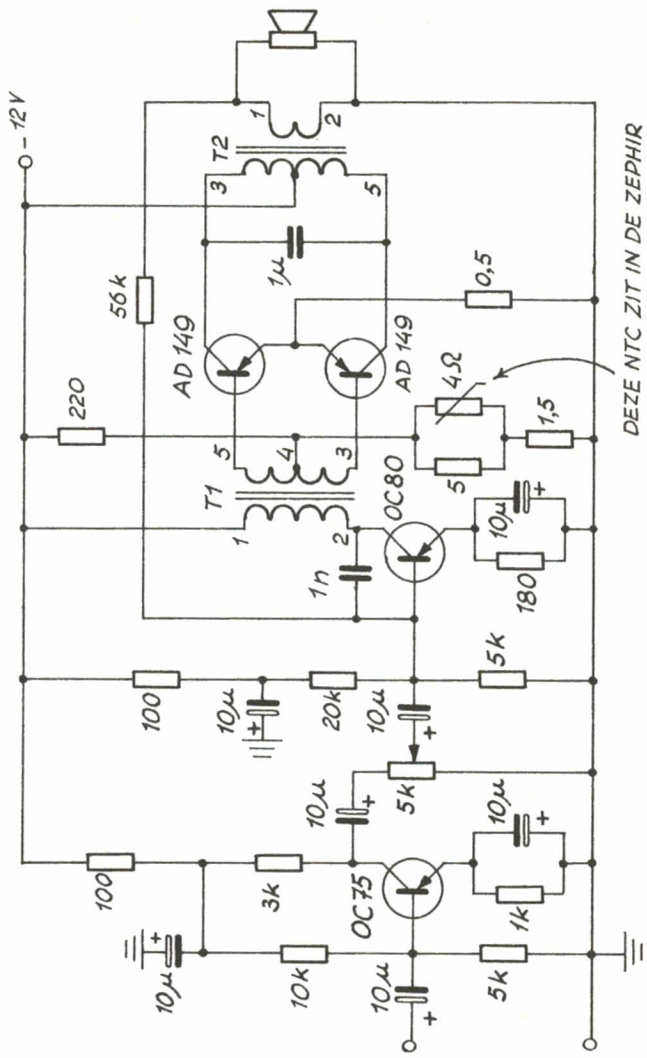 10µ
+
100
10k
3k
10µ
+
OC75
5k
1k
10µ
+
10µ
+
5k
100
10µ
+
20k
10µ
+
5k
1n
T1
1
2
5
4
3
OC80
180
10µ
+
220
56k
AD 149
AD 149
5
4Ω
1,5
1µ
0,5
-12V
T2
3
5
1
2
DEZE NTC ZIT IN DE ZEPHIR